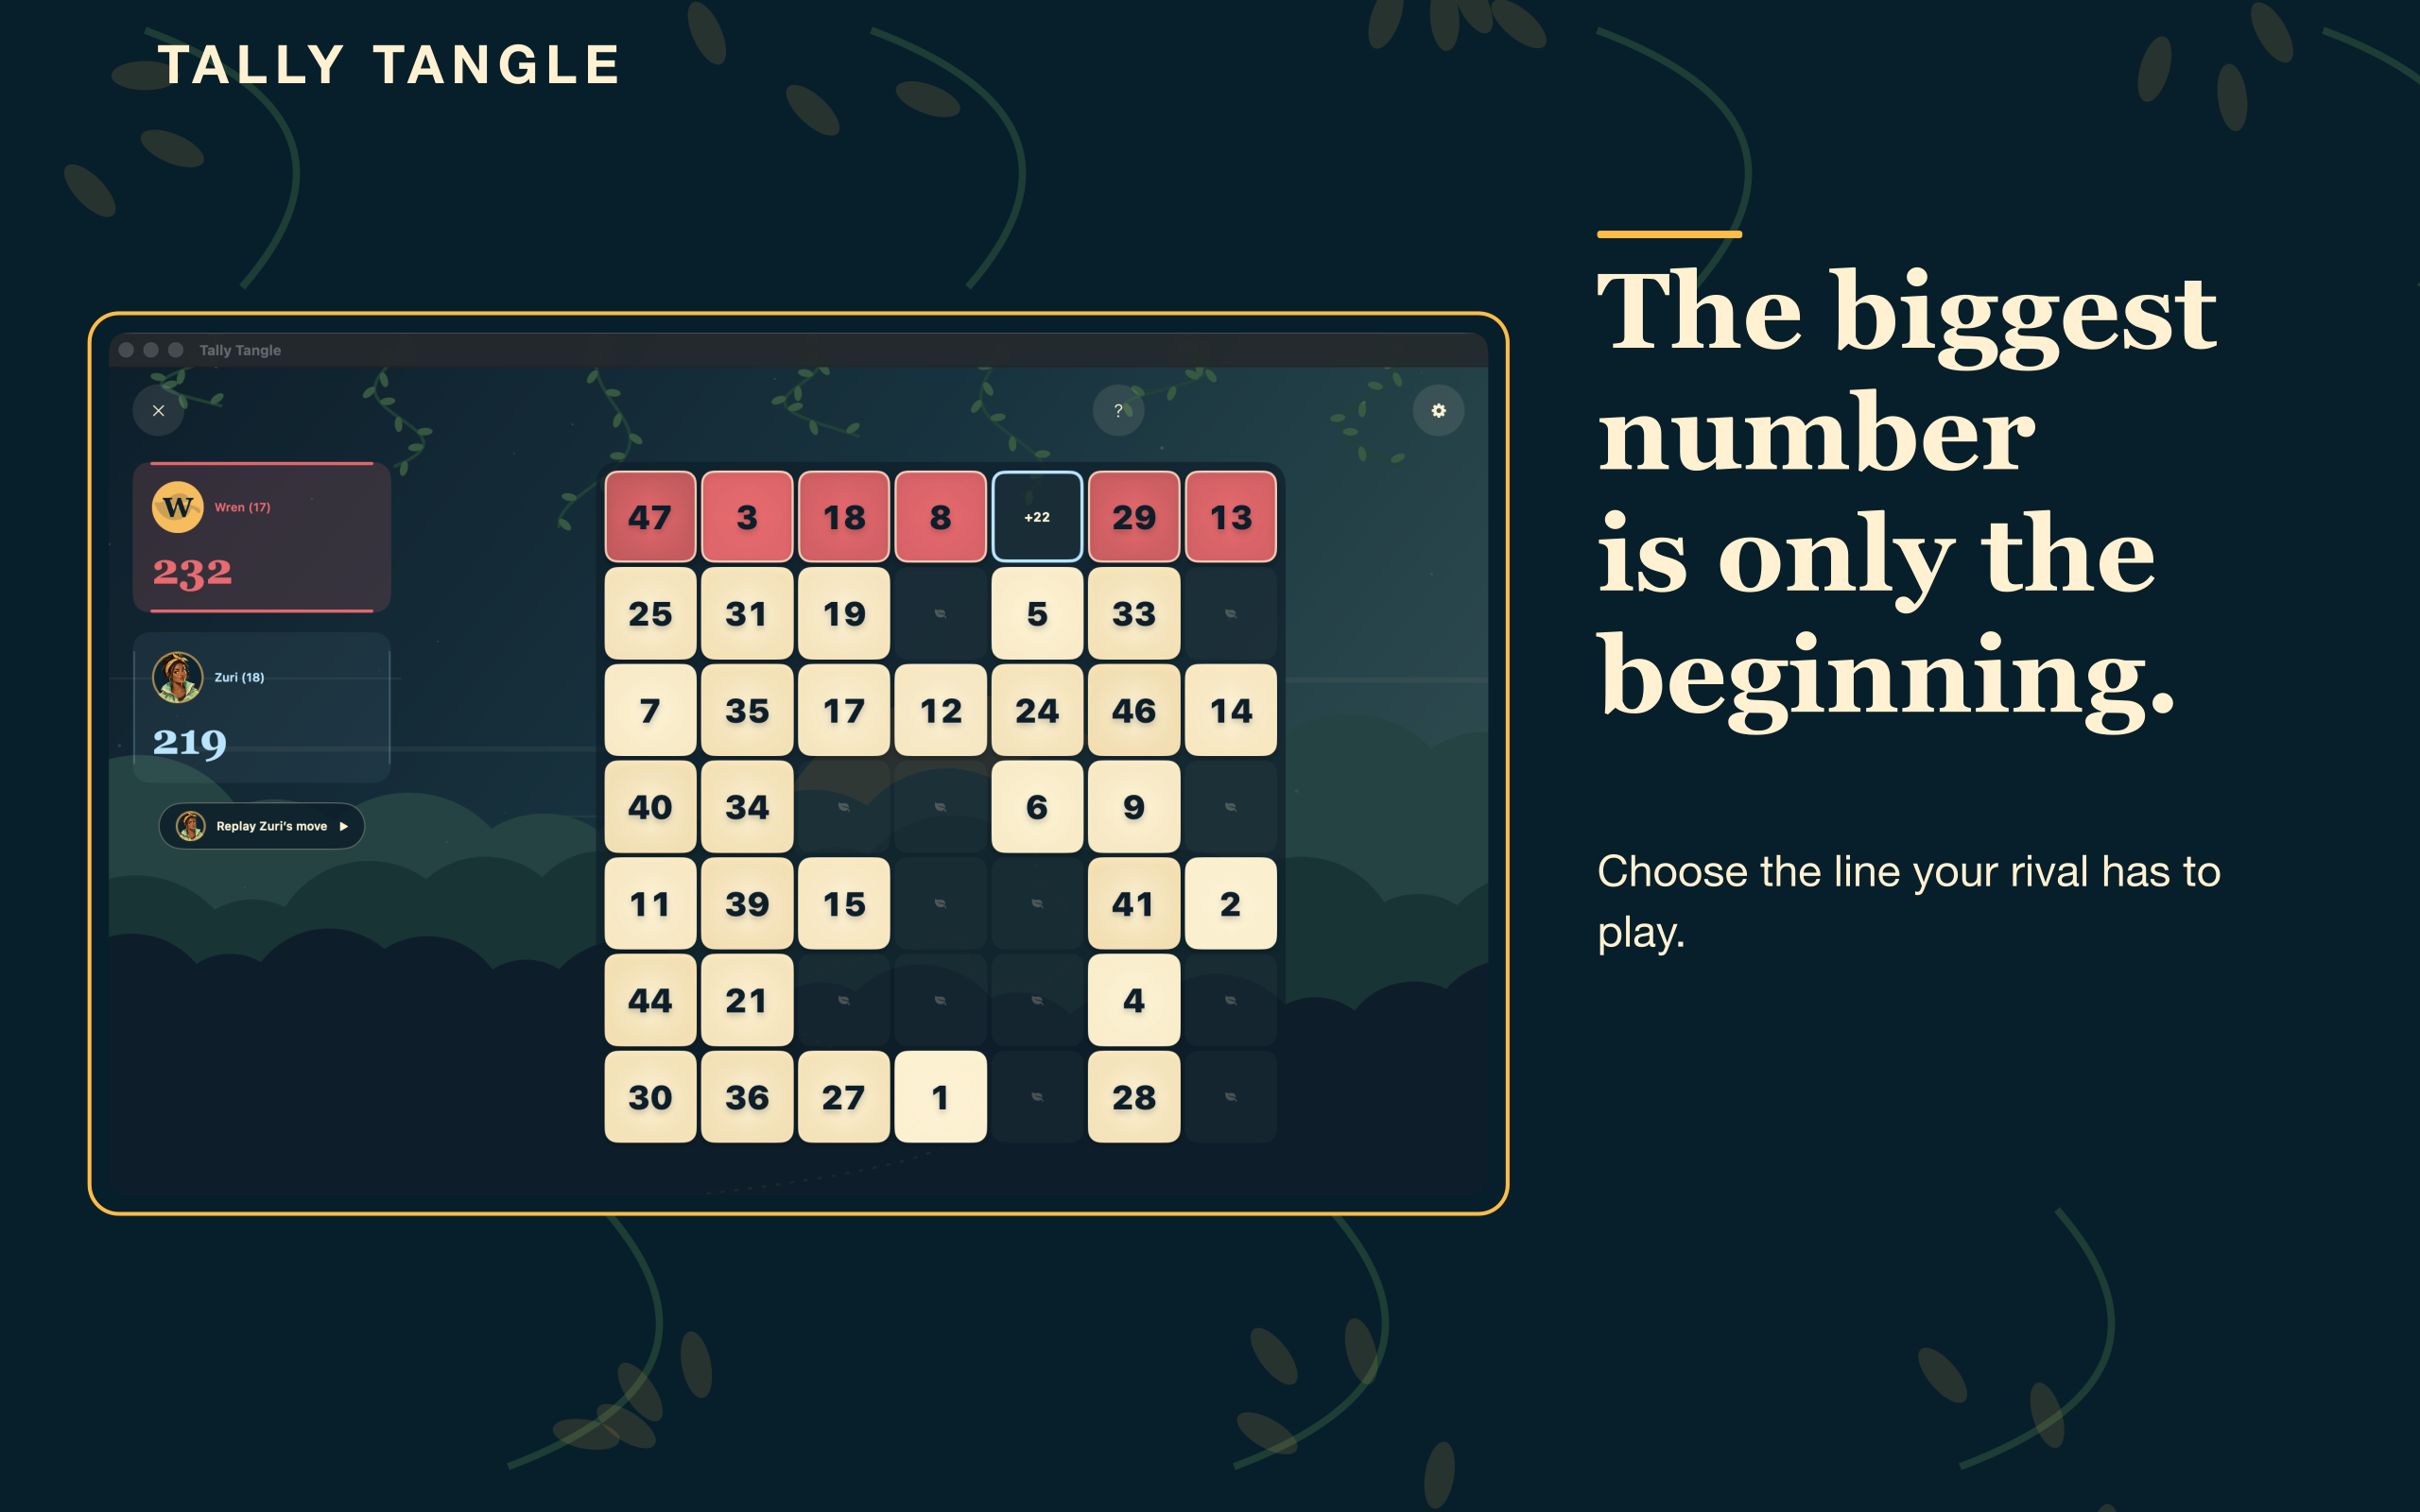 TALLY TANGLE
Tally Tangle
?
W
Wren (17)
232
Zuri (18)
219
Replay Zuri's move
47 3 18 8 +22 29 13
25 31 19 5 33
7 35 17 12 24 46 14
40 34 6 9
11 39 15 41 2
44 21 4
30 36 27 1 28
The biggest
number
is only the
beginning.
Choose the line your rival has to
play.